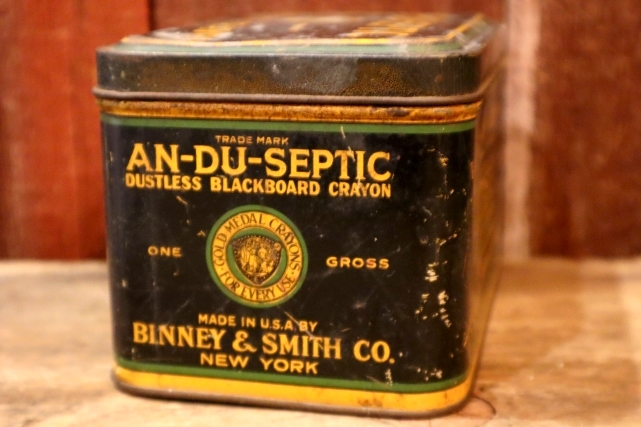 TRADE MARK
AN-DU-SEPTIC
DUSTLESS BLACKBOARD CRAYON
GOLD MEDAL CRAYONS
FOR EVERY USE
ONE GROSS
MADE IN U.S.A. BY
BINNEY & SMITH CO.
NEW YORK